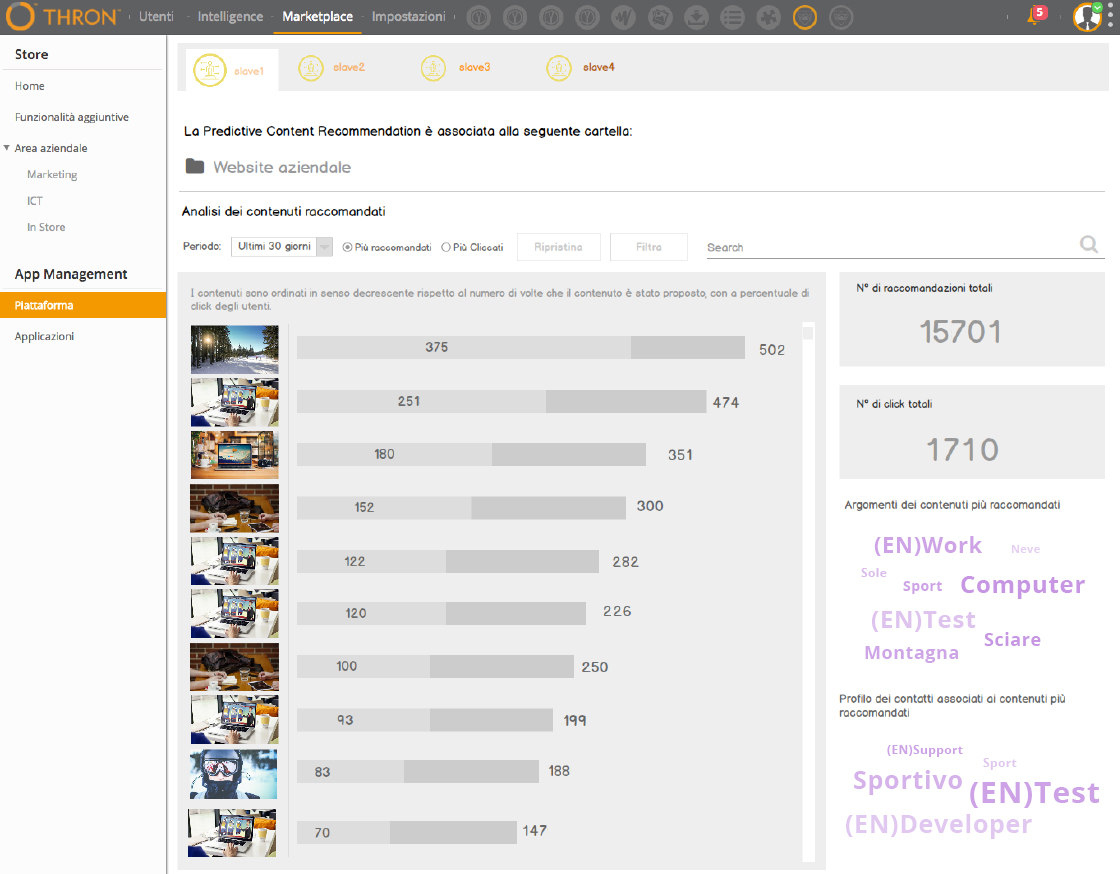 THRON Utenti Intelligence Marketplace Impostazioni 5
Store
Home
Funzionalità aggiuntive
Area aziendale
Marketing
ICT
In Store
App Management
Piattaforma
Applicazioni
slave1 slave2 slave3 slave4
La Predictive Content Recommendation è associata alla seguente cartella:
Website aziendale
Analisi dei contenuti raccomandati
Periodo: Ultimi 30 giorni Più raccomandati Più Cliccati Ripristina Filtra Search
I contenuti sono ordinati in senso decrescente rispetto al numero di volte che il contenuto è stato proposto, con a percentuale di
click degli utenti.
375 502
251 474
180 351
152 300
122 282
120 226
100 250
93 199
83 188
70 147
N° di raccomandazioni totali
15701
N° di click totali
1710
Argomenti dei contenuti più raccomandati
(EN)Work Neve
Sole
Sport Computer
(EN)Test
Sciare
Montagna
Profilo dei contatti associati ai contenuti più
raccomandati
(EN)Support
Sport
Sportivo (EN)Test
(EN)Developer